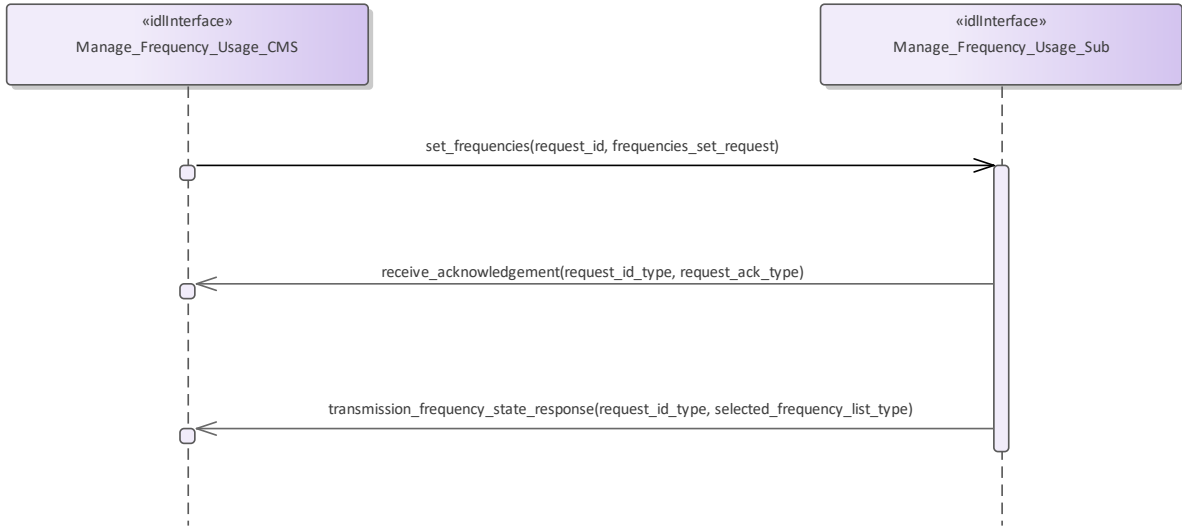 «idlInterface»
Manage_Frequency_Usage_CMS
«idlInterface»
Manage_Frequency_Usage_Sub
set_frequencies(request_id, frequencies_set_request)
receive_acknowledgement(request_id_type, request_ack_type)
transmission_frequency_state_response(request_id_type, selected_frequency_list_type)